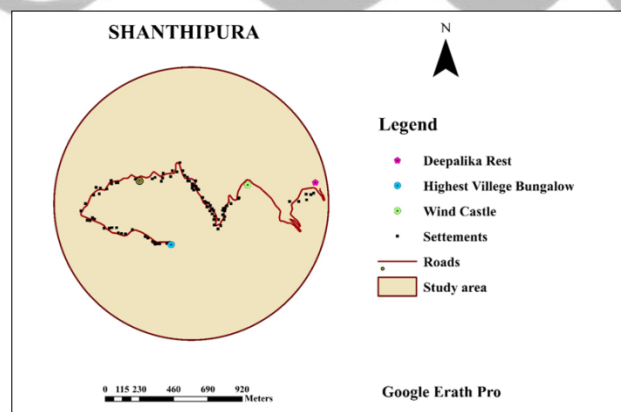 SHANTHIPURA
N
Legend
Deepalika Rest
Highest Villege Bungalow
Wind Castle
Settements
Roads
Study area
0 115 230 460 690 920
Meters
Google Erath Pro